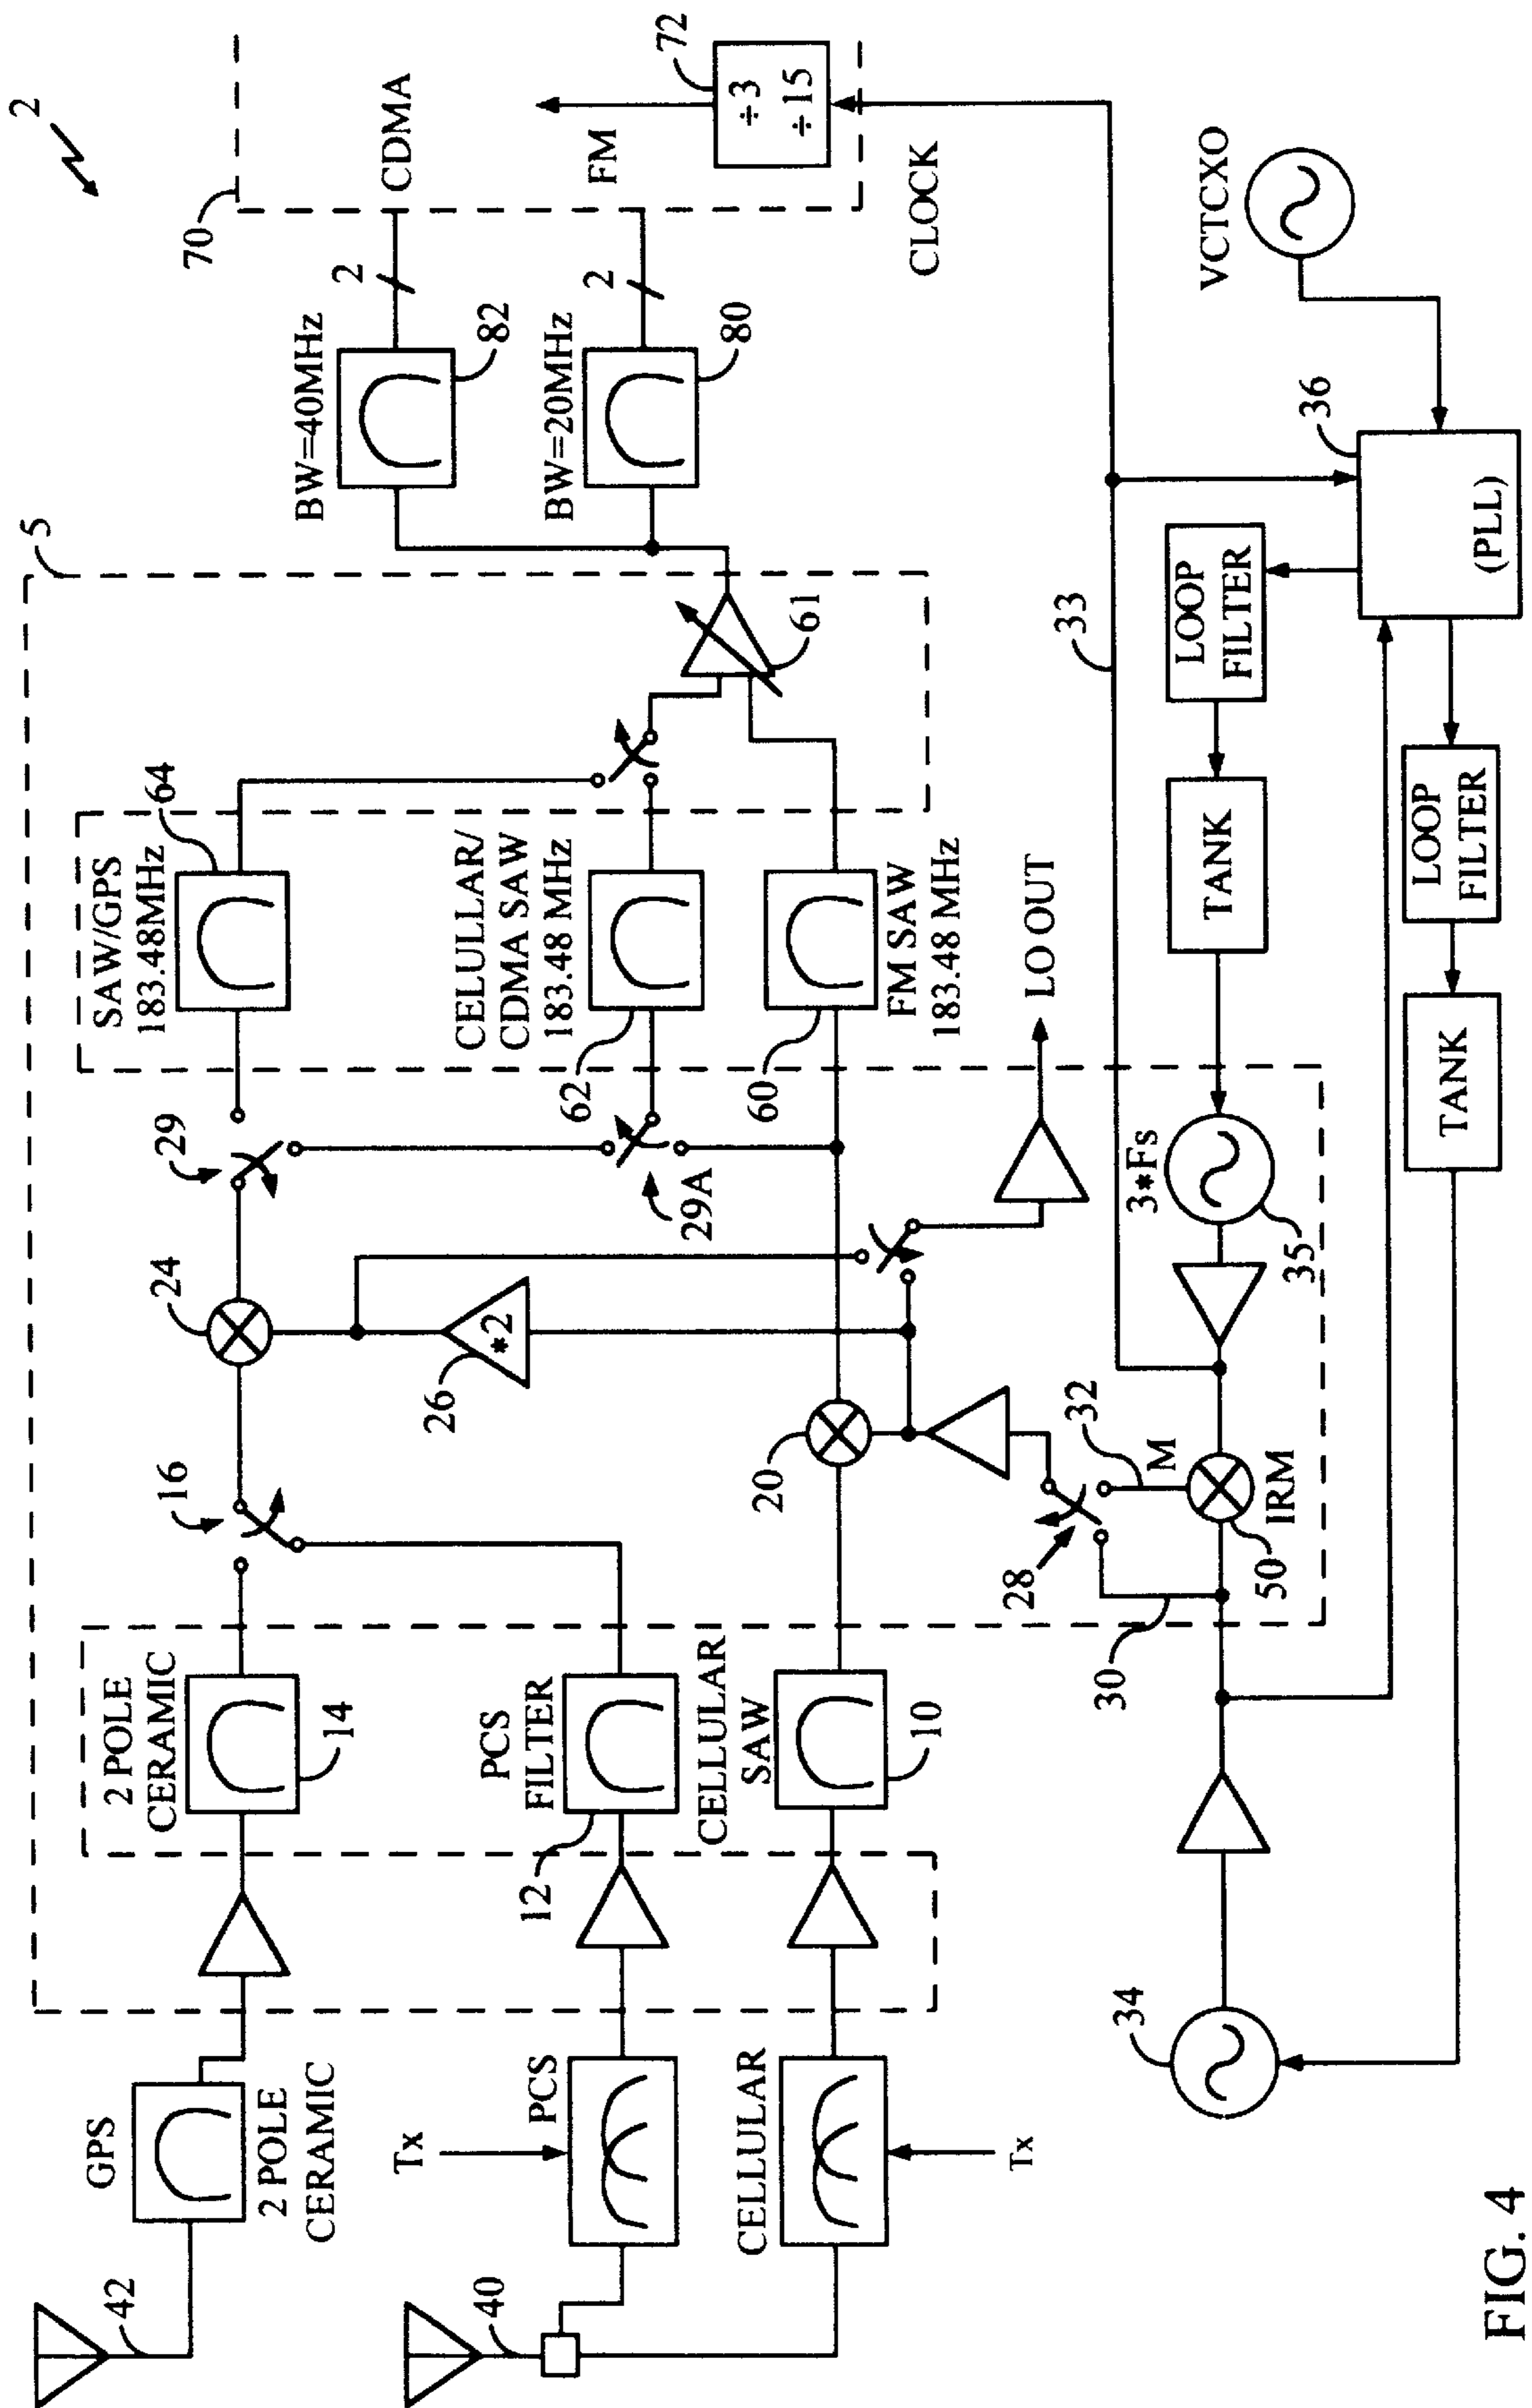 2
5
70
42
GPS
2 POLE
CERAMIC
2 POLE
CERAMIC
14
16
24
29
SAW/GPS
183.48MHz
64
BW=40MHz
82
2
CDMA
40
Tx
PCS
12
PCS
FILTER
26
*2
29A
CELULLAR/
CDMA SAW
183.48 MHz
62
61
BW=20MHz
80
2
FM
72
÷3
÷15
CLOCK
CELLULAR
Tx
CELLULAR
SAW
10
20
60
FM SAW
183.48 MHz
LO OUT
30
28
32
M
50
IRM
3*Fs
35
33
TANK
LOOP
FILTER
36
(PLL)
VCTCXO
34
TANK
LOOP
FILTER
FIG. 4